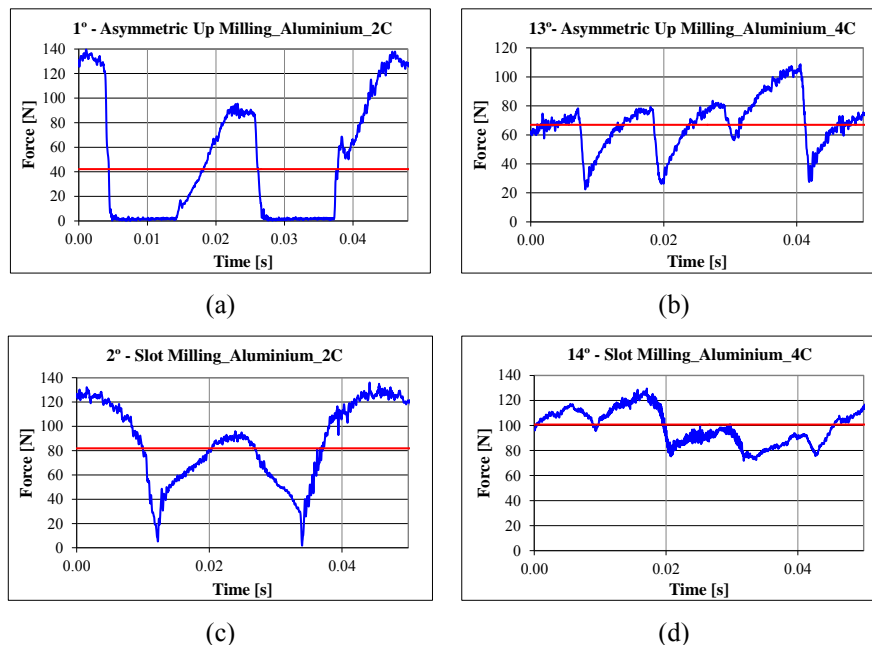 1º - Asymmetric Up Milling_Aluminium_2C
140
120
100
80
60
40
20
0
Force [N]
0.00 0.01 0.02 0.03 0.04
Time [s]
(a)
13º- Asymmetric Up Milling_Aluminium_4C
120
100
80
60
40
20
0
Force [N]
0.00 0.02 0.04
Time [s]
(b)
2º - Slot Milling_Aluminium_2C
140
120
100
80
60
40
20
0
Force [N]
0.00 0.02 0.04
Time [s]
(c)
14° - Slot Milling_Aluminium_4C
140
120
100
80
60
40
20
0
Force [N]
0.00 0.02 0.04
Time [s]
(d)